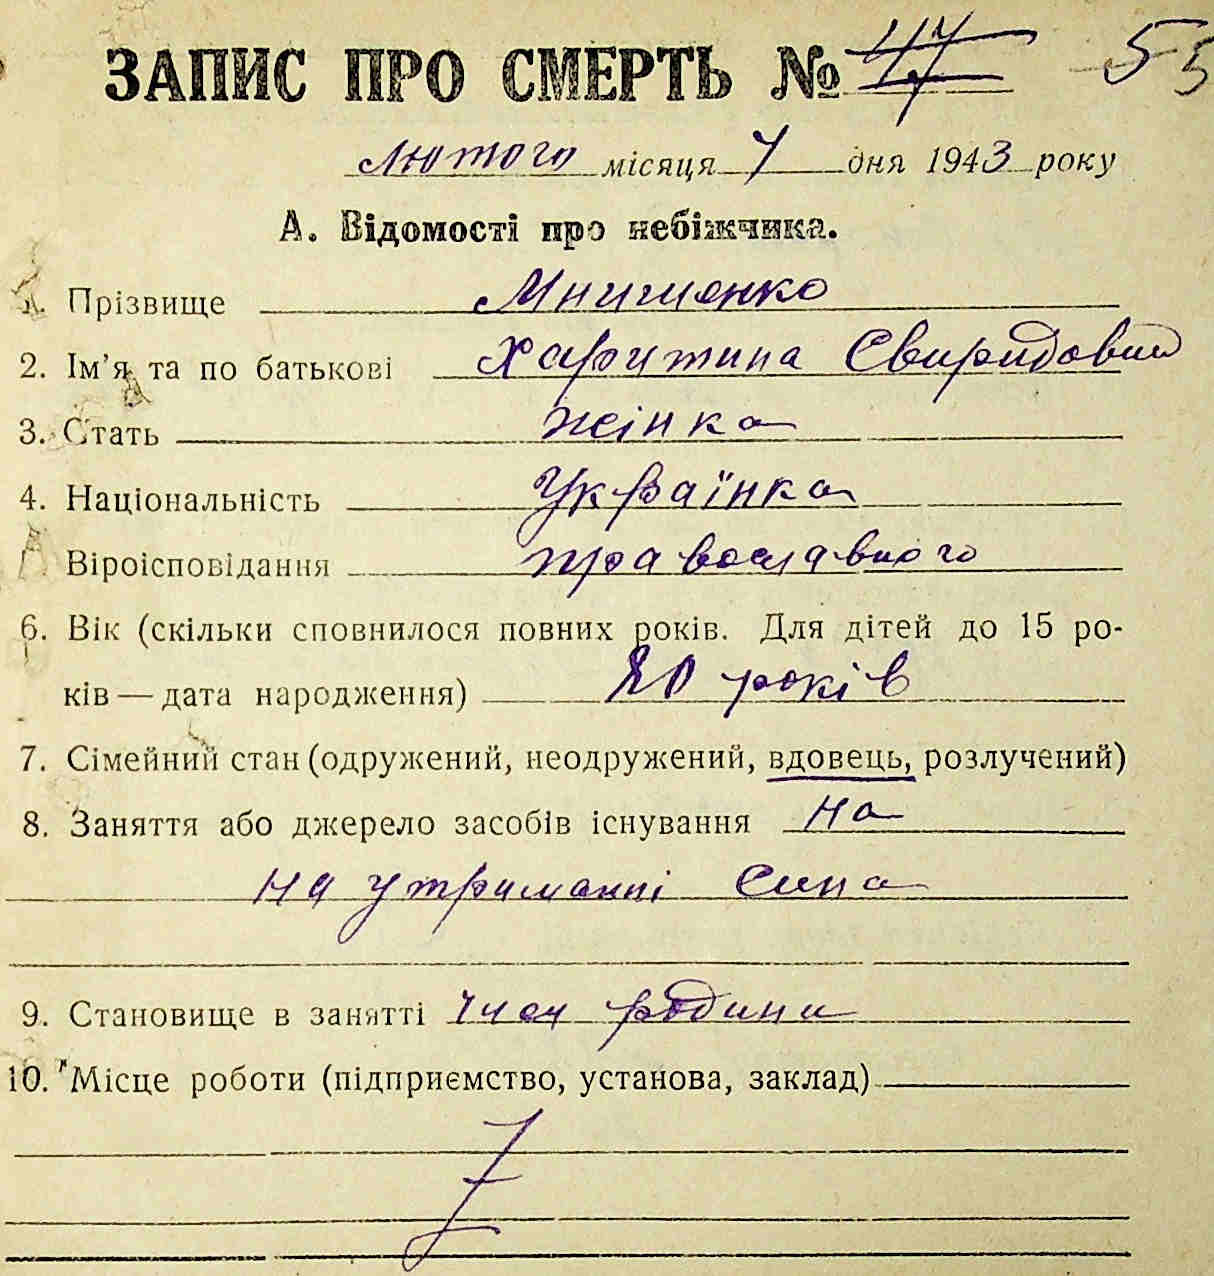 ЗАПИС ПРО СМЕРТЬ № 47 55
лютого місяця 7 дня 1943 року
А. Відомості про небіжчика.
1. Прізвище Мнишенко
2. Ім'я та по батькові Харитина Свиридовна
3. Стать жінка
4. Національність Українка
Віроісповідання православного
6. Вік (скільки сповнилося повних років. Для дітей до 15 ро-
ків — дата народження) 80 років
7. Сімейний стан (одружений, неодружений, вдовець, розлучений)
8. Заняття або джерело засобів існування на
на утриманні сина
9. Становище в занятті член родини
10. Місце роботи (підприємство, установа, заклад)